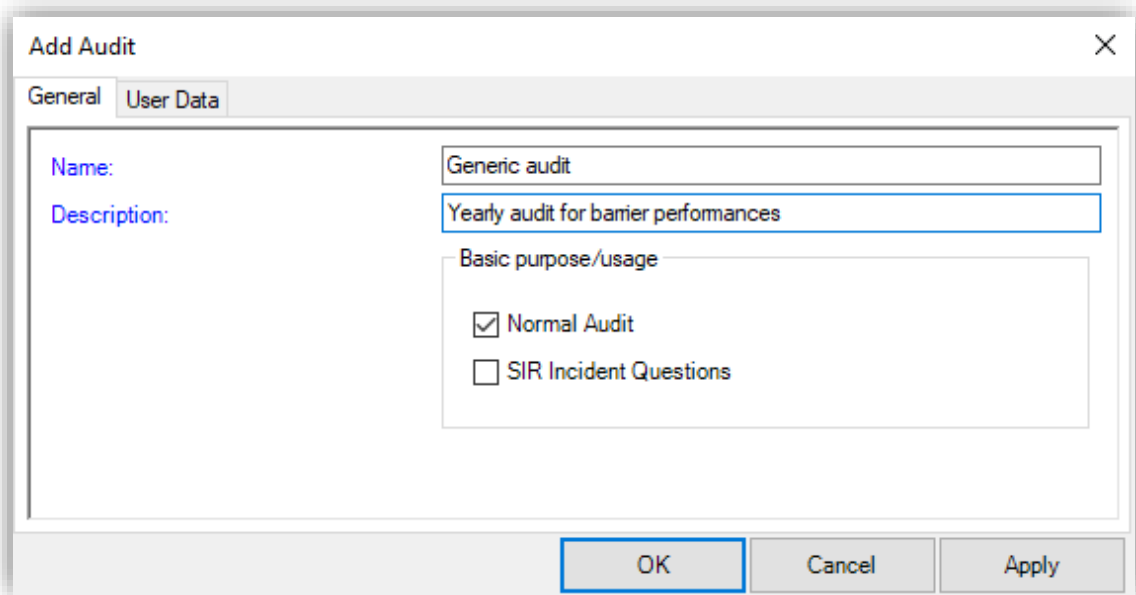 Add Audit
General User Data
Name: Generic audit
Description: Yearly audit for barrier performances
Basic purpose/usage
Normal Audit
SIR Incident Questions
OK Cancel Apply